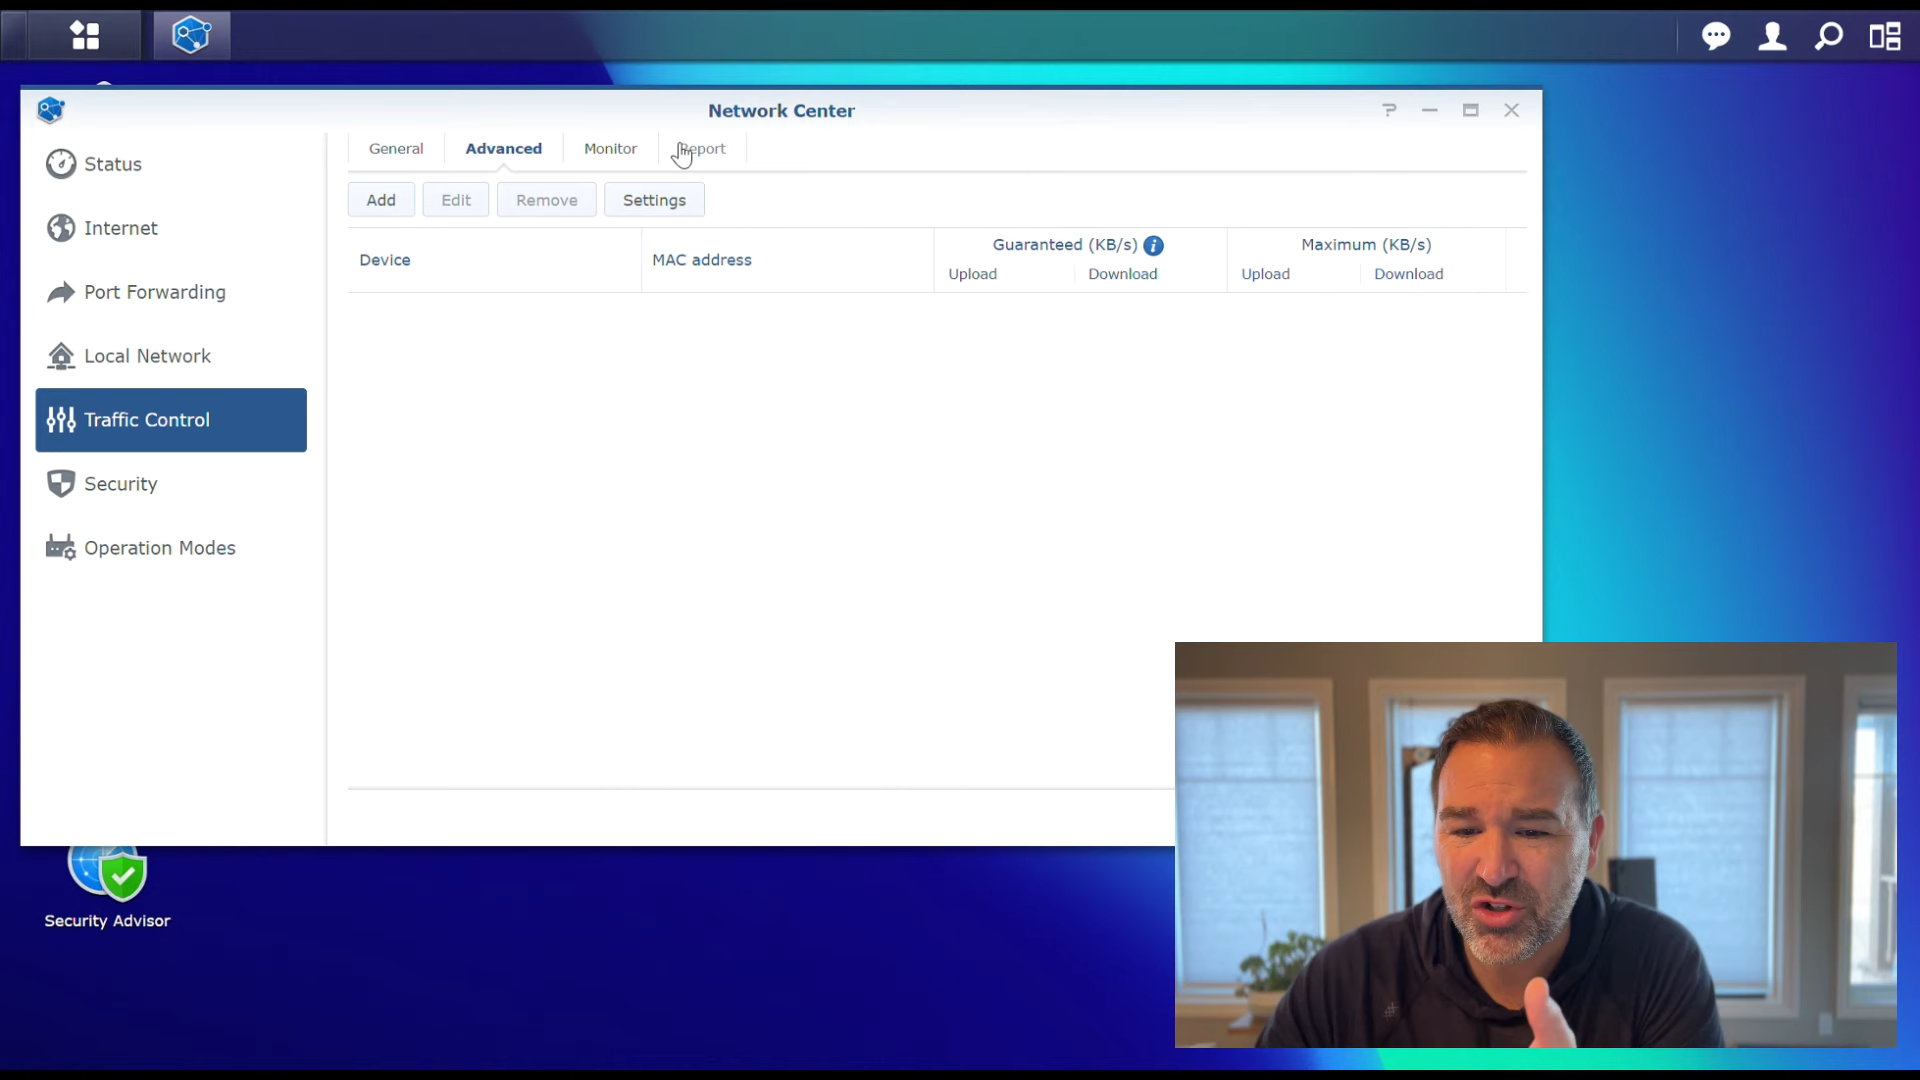 Network Center
Status
Internet
Port Forwarding
Local Network
Traffic Control
Security
Operation Modes
General
Advanced
Monitor
Report
Add
Edit
Remove
Settings
Device
MAC address
Guaranteed (KB/s)
Upload
Download
Maximum (KB/s)
Upload
Download
Security Advisor